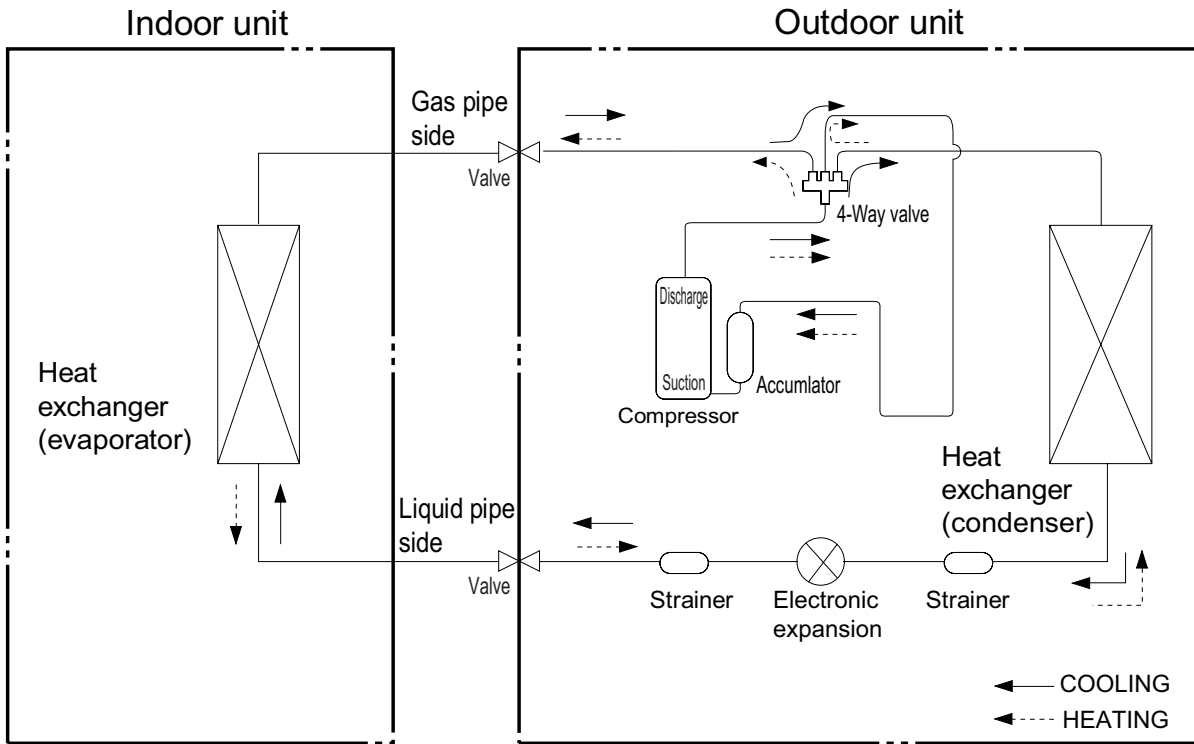 Indoor unit
Outdoor unit
Gas pipe
side
Valve
4-Way valve
Discharge
Suction
Accumlator
Compressor
Heat
exchanger
(evaporator)
Heat
exchanger
(condenser)
Liquid pipe
side
Valve
Strainer
Electronic
expansion
Strainer
COOLING
HEATING